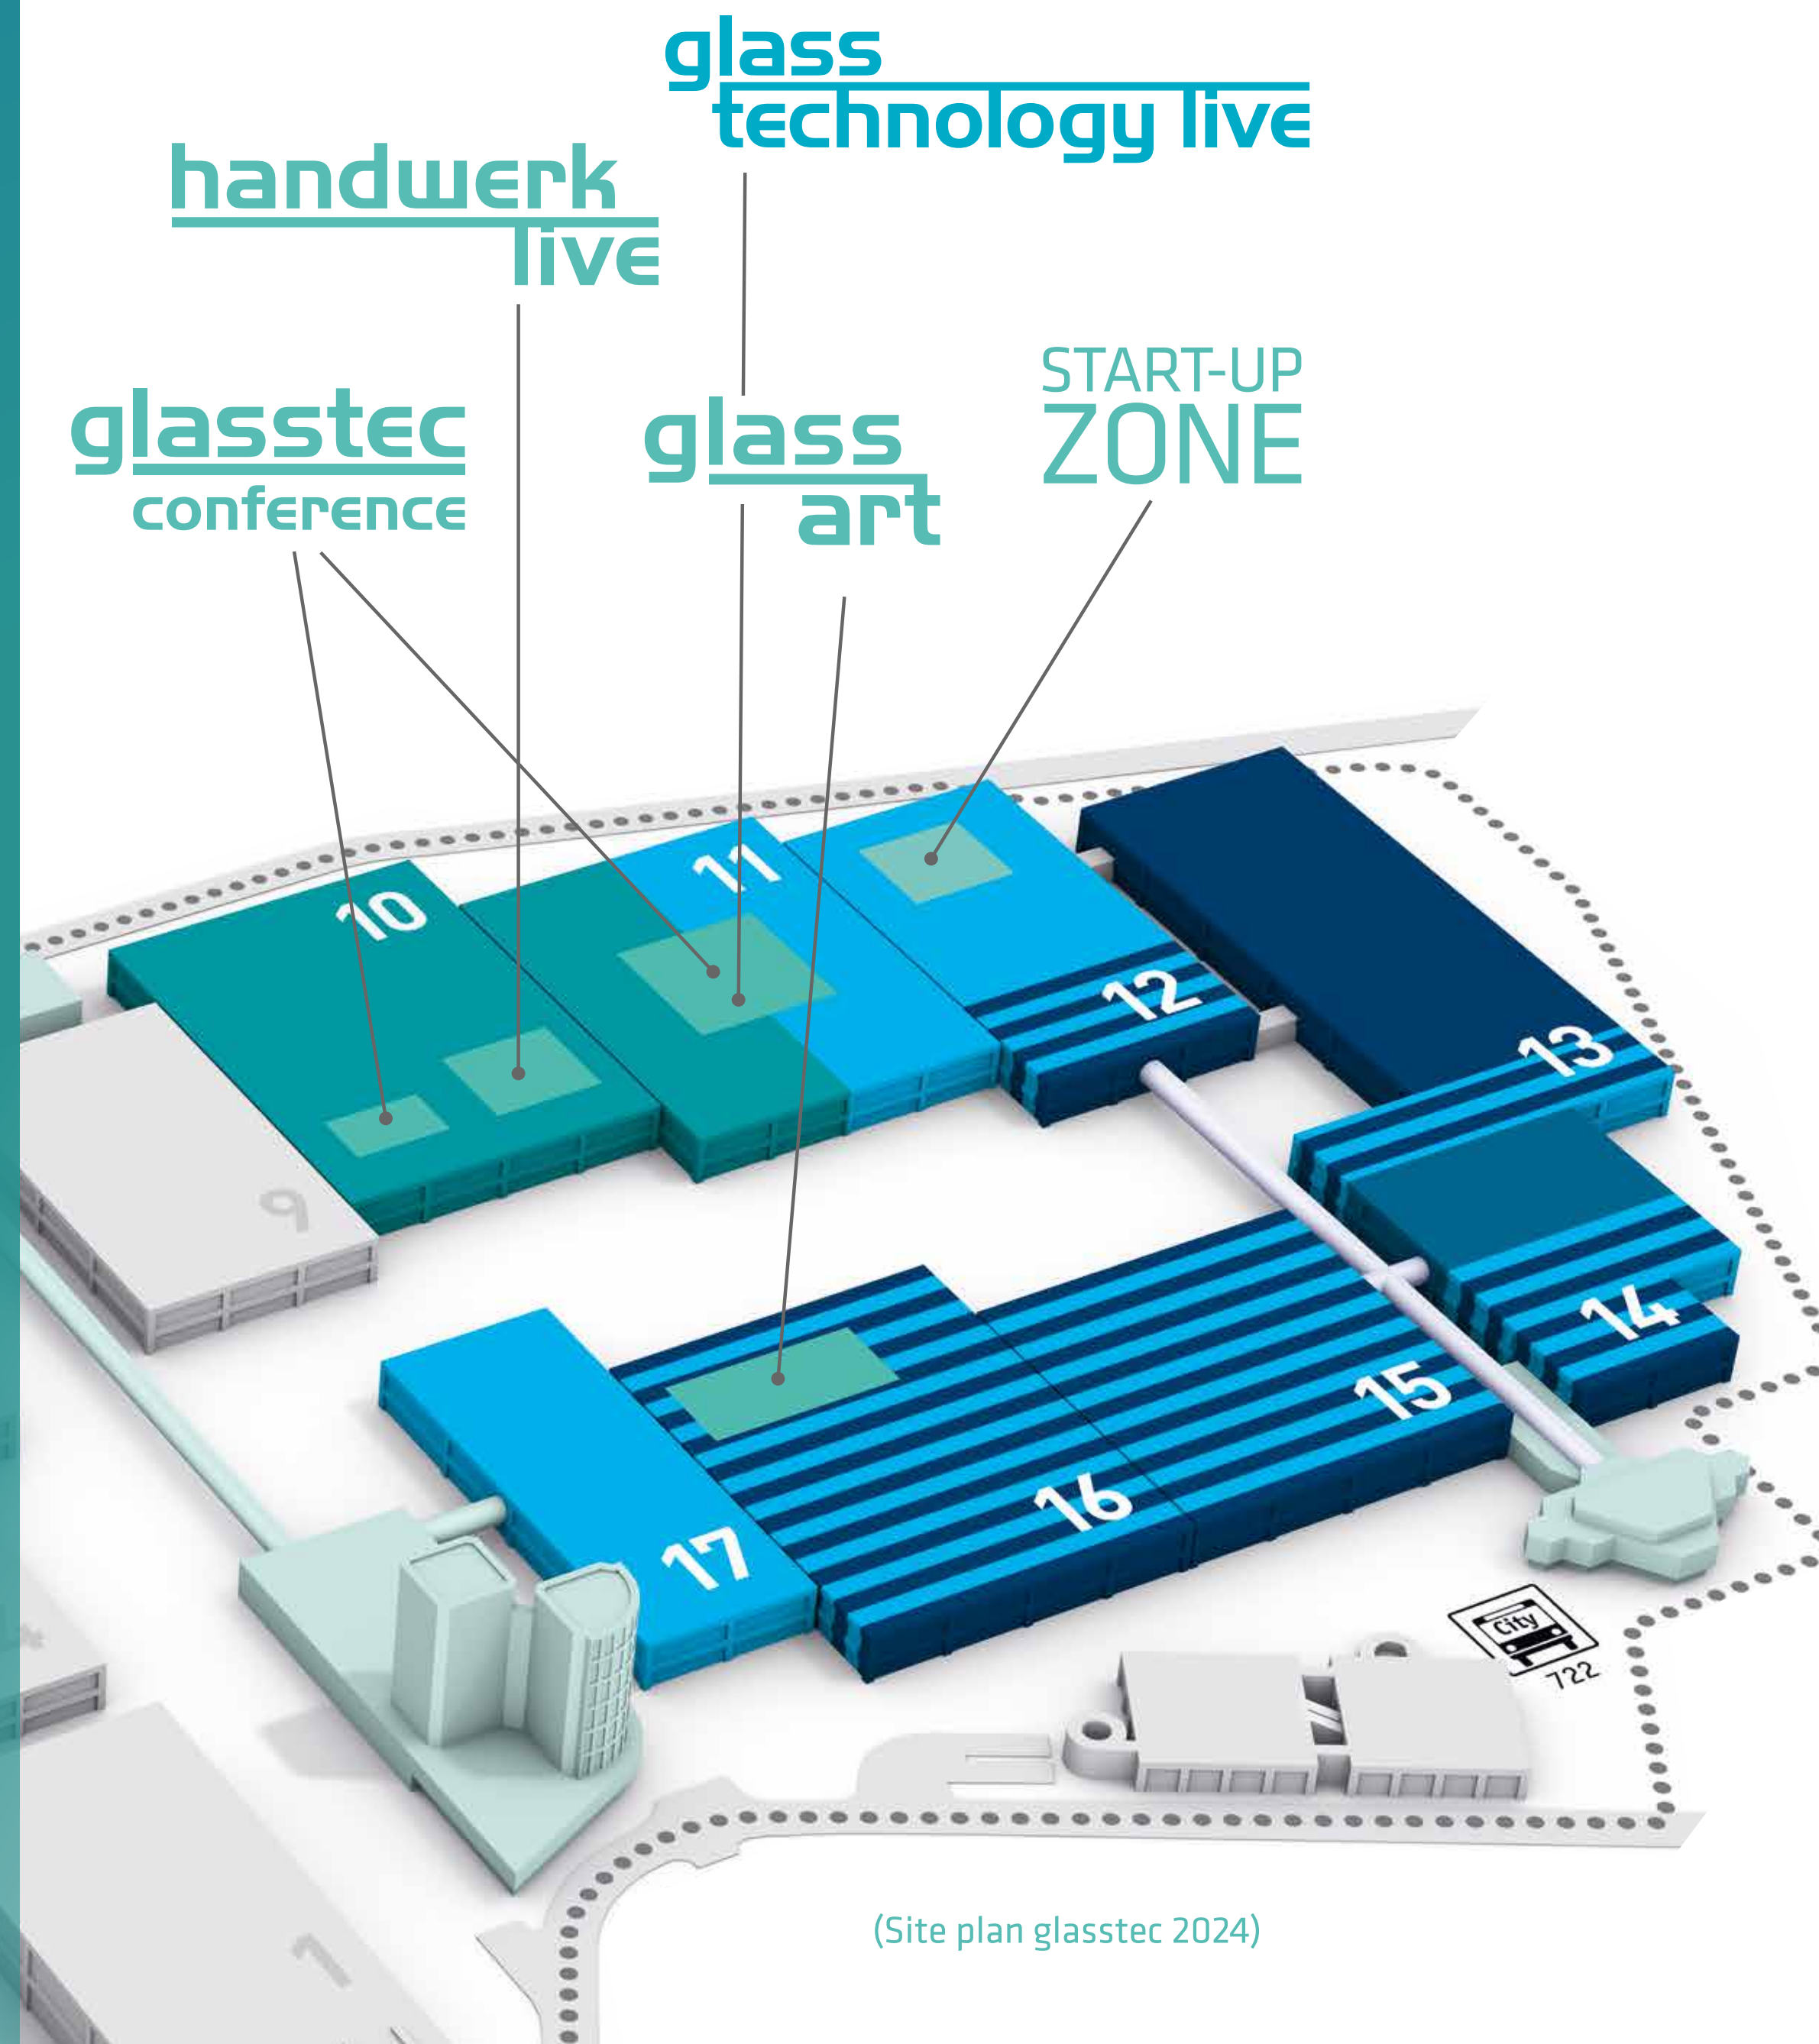 glass
technology live
handwerk
live
START-UP
ZONE
glasstec
conference
glass
art
10
11
12
13
9
14
15
16
17
City
722
1
(Site plan glasstec 2024)